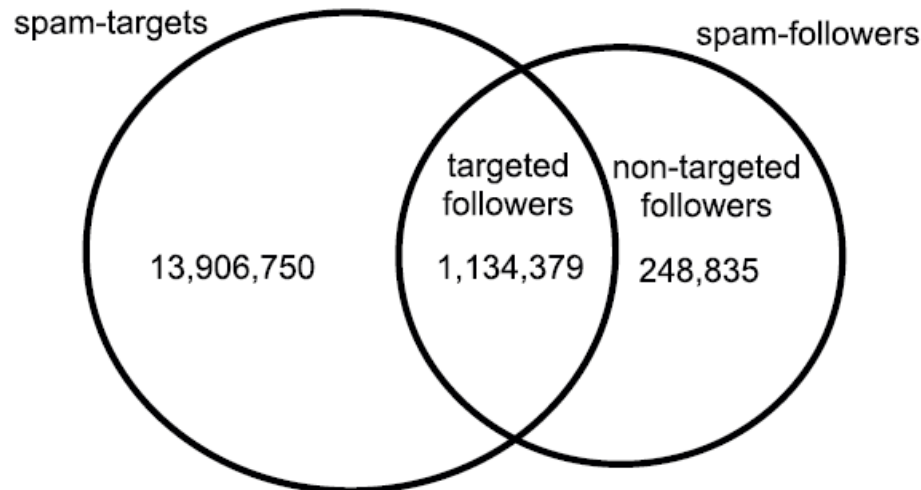 spam-targets
spam-followers
targeted
followers
non-targeted
followers
13,906,750
1,134,379
248,835